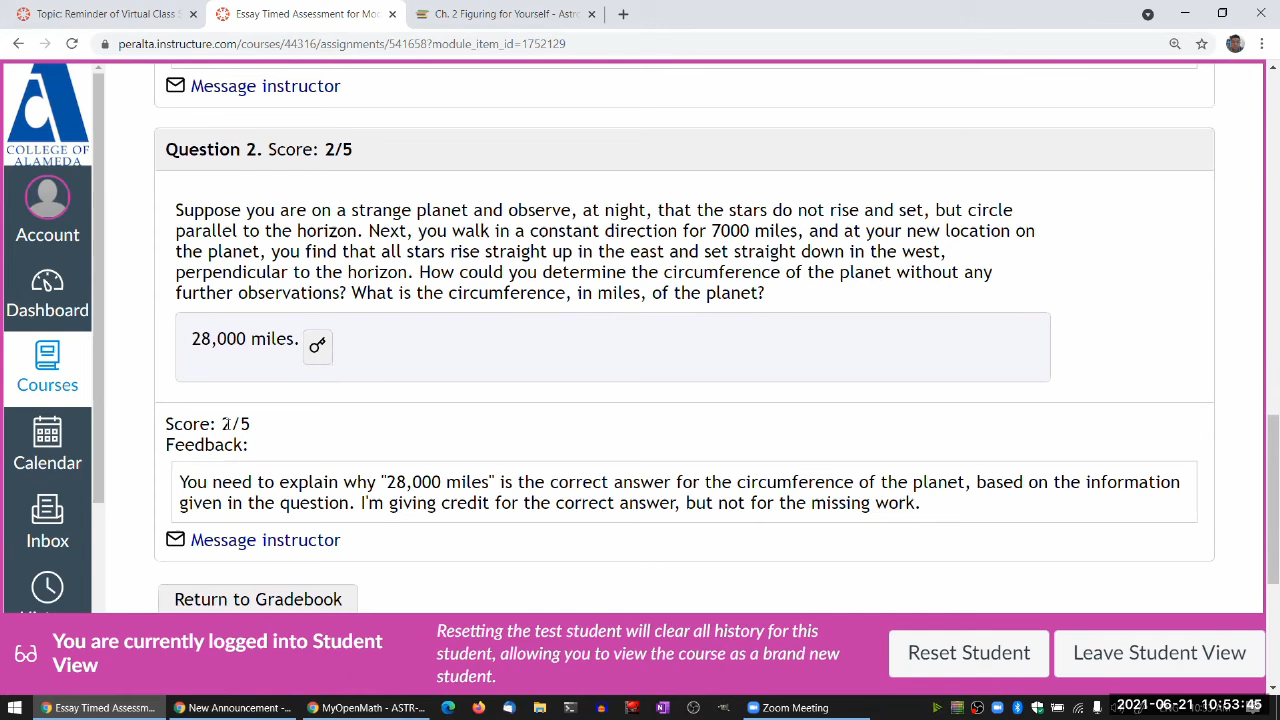 Topic: Reminder of Virtual Class S
Essay Timed Assessment for Mo
Ch. 2 Figuring for Yourself - Astro
peralta.instructure.com/courses/44316/assignments/541658?module_item_id=1752129
COLLEGE OF
ALAMEDA
Account
Dashboard
Courses
Calendar
Inbox
Message instructor
Question 2. Score: 2/5
Suppose you are on a strange planet and observe, at night, that the stars do not rise and set, but circle
parallel to the horizon. Next, you walk in a constant direction for 7000 miles, and at your new location on
the planet, you find that all stars rise straight up in the east and set straight down in the west,
perpendicular to the horizon. How could you determine the circumference of the planet without any
further observations? What is the circumference, in miles, of the planet?
28,000 miles.
Score: 2/5
Feedback:
You need to explain why "28,000 miles" is the correct answer for the circumference of the planet, based on the information
given in the question. I'm giving credit for the correct answer, but not for the missing work.
Message instructor
Return to Gradebook
You are currently logged into Student
View
Resetting the test student will clear all history for this
student, allowing you to view the course as a brand new
student.
Reset Student
Leave Student View
Essay Timed Assessm...
New Announcement -...
MyOpenMath - ASTR-...
Zoom Meeting
2021-06-21 10:53:45